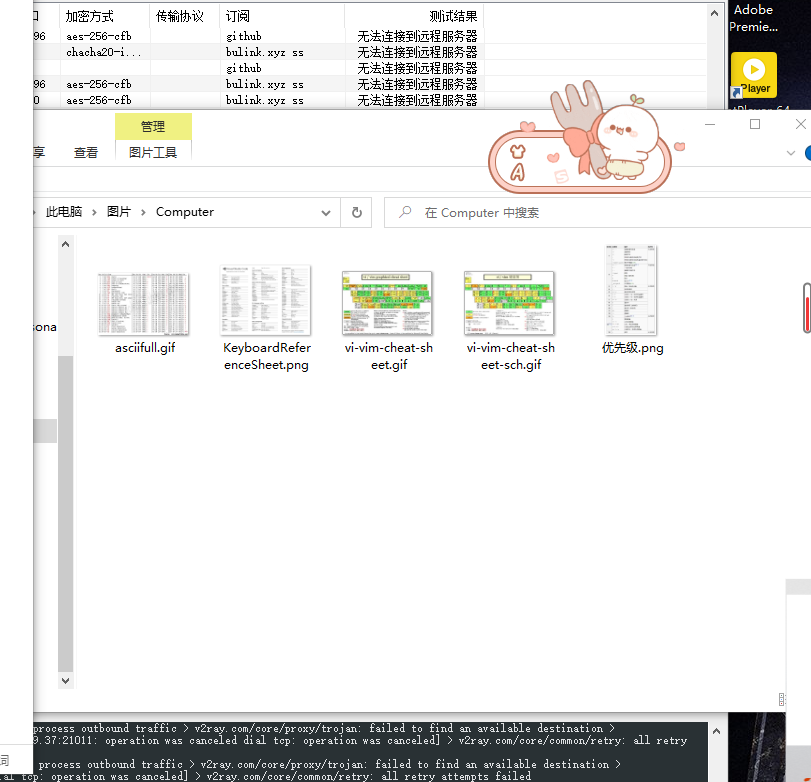 口 加密方式 传输协议 订阅 测试结果
96 aes-256-cfb github 无法连接到远程服务器
chacha20-i... bulink.xyz ss 无法连接到远程服务器
github 无法连接到远程服务器
96 aes-256-cfb bulink.xyz ss 无法连接到远程服务器
0 aes-256-cfb bulink.xyz ss 无法连接到远程服务器
Adobe
Premie...
Player
管理
享 查看 图片工具
S
A
此电脑 › 图片 › Computer
在 Computer 中搜索
sona
asciifull.gif
KeyboardRefer
enceSheet.png
vi-vim-cheat-sh
eet.gif
vi-vim-cheat-sh
eet-sch.gif
优先级.png
process outbound traffic > v2ray.com/core/proxy/trojan: failed to find an available destination >
9.37:21011: operation was canceled dial tcp: operation was canceled] > v2ray.com/core/common/retry: all retry
process outbound traffic > v2ray.com/core/proxy/trojan: failed to find an available destination >
al tcp: operation was canceled] > v2ray.com/core/common/retry: all retry attempts failed
词